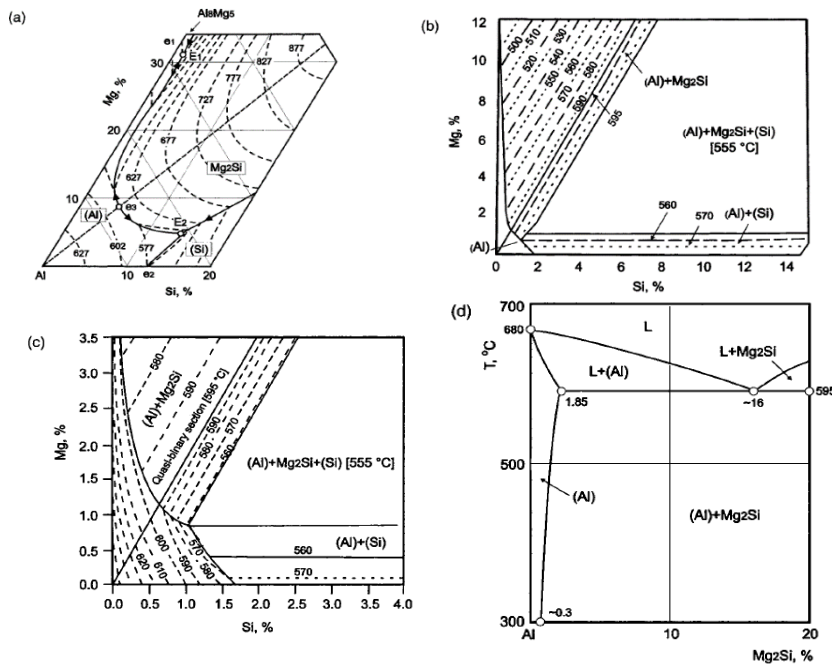 (a)
Al8Mg5
e1
E1
30
Mg, %
877
827
777
727
20
677
Mg2Si
627
10
e3
(Al)
E2
(Si)
627
602
577
Al
10
e2
20
Si, %
(b)
12
10
8
6
4
2
0
Mg, %
500
510
520
530
540
550
560
570
580
590
595
(Al)+Mg2Si
(Al)+Mg2Si+(Si)
[555 °C]
560
570
(Al)+(Si)
(Al)
0 2 4 6 8 10 12 14
Si, %
(c)
3.5
3.0
2.5
2.0
1.5
1.0
0.5
0.0
Mg, %
580
(Al)+Mg2Si
590
Quasi-binary section [595 °C]
590
580
570
560
(Al)+Mg2Si+(Si) [555 °C]
(Al)+(Si)
620
610
600
590
580
570
560
570
0.0 0.5 1.0 1.5 2.0 2.5 3.0 3.5 4.0
Si, %
(d)
700
680
T, °C
500
300
L
L+Mg2Si
L+(Al)
595
1.85
~16
(Al)
(Al)+Mg2Si
~0.3
Al
10
20
Mg2Si, %